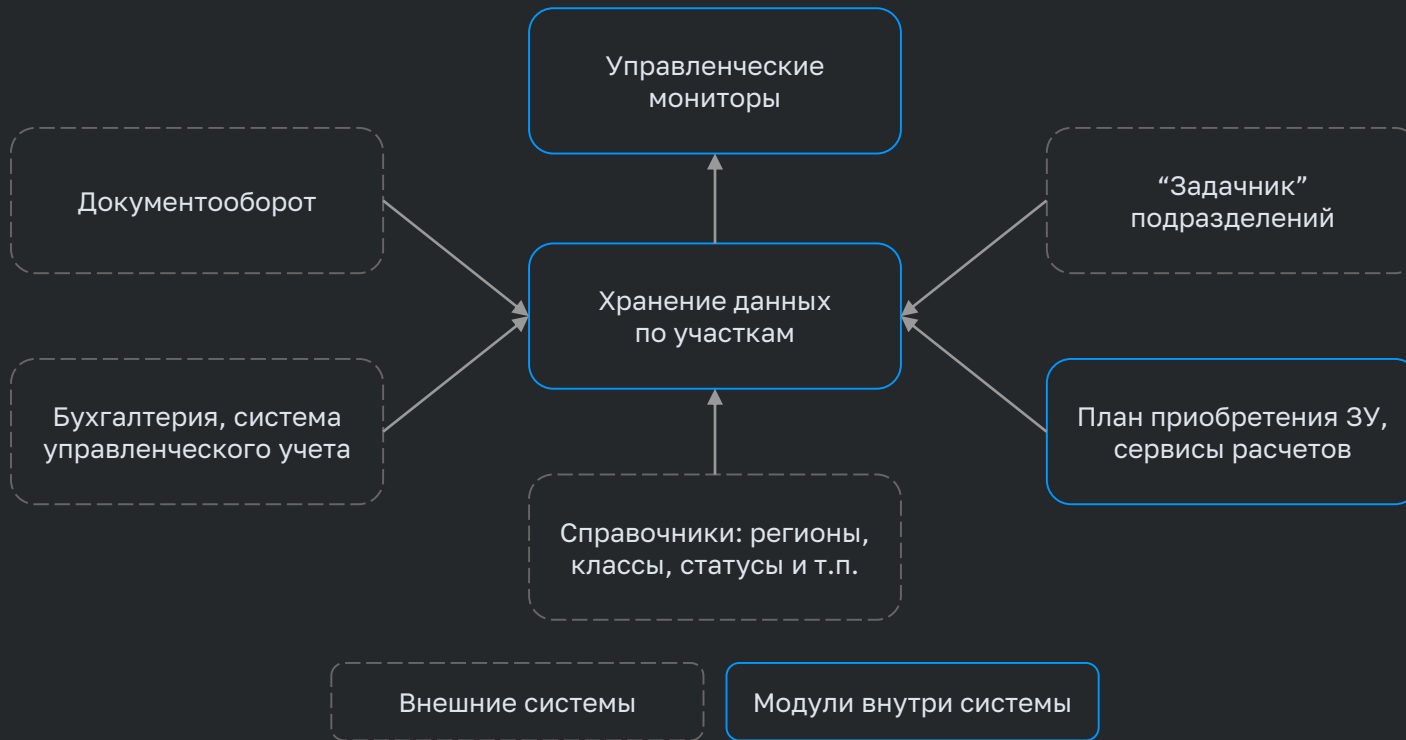 Управленческие
мониторы
Документооборот
“Задачник”
подразделений
Хранение данных
по участкам
Бухгалтерия, система
управленческого учета
План приобретения ЗУ,
сервисы расчетов
Справочники: регионы,
классы, статусы и т.п.
Внешние системы
Модули внутри системы